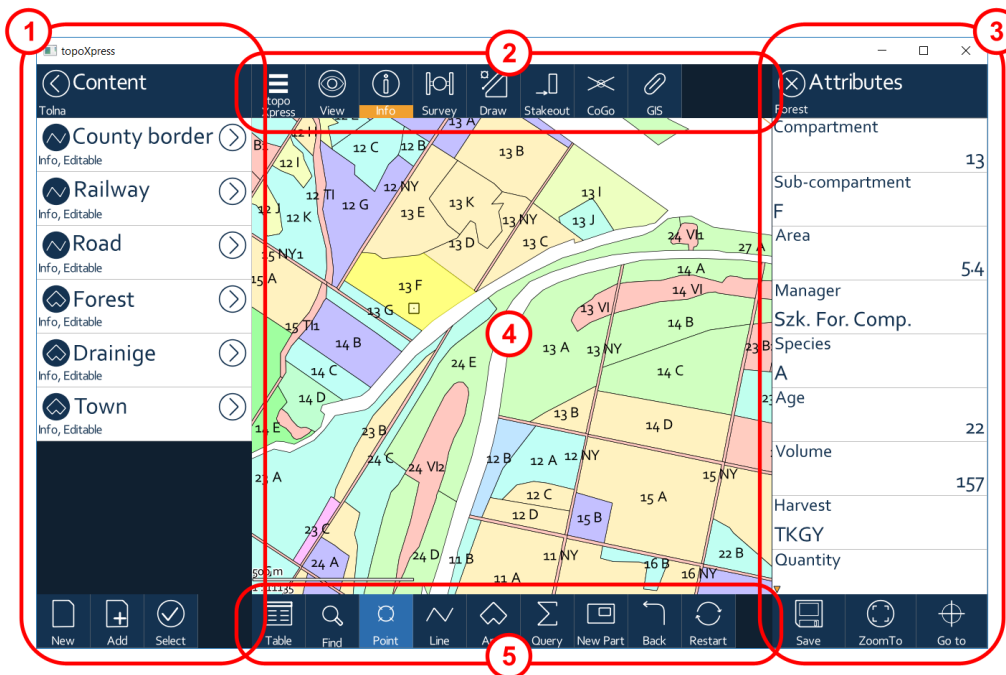 1
2
3
topoXpress
Content
Tolna
topo
Xpress
View
Info
Survey
Draw
Stakeout
CoGo
GIS
Attributes
Forest
County border
Info, Editable
Railway
Info, Editable
Road
Info, Editable
Forest
Info, Editable
Drainige
Info, Editable
Town
Info, Editable
13 A
12 C
12 B
13 B
12 I
12 TI
12 NY
12 G
13 K
13 I
12 J
12 K
13 E
13 NY
13 J
13 D
13 C
24 VI1
27 A
15 NY1
15 A
13 F
14 A
14 VI
13 G
13 VI
4
15 TI1
14 B
14 B
13 A
13 NY
23 B
14 C
24 E
14 C
14 D
13 B
14 D
14 E
23 B
24 C
24 VI2
12 B
12 A
12 NY
23 A
15 NY
12 C
15 A
12 D
15 B
23 C
24 A
24 D
11 B
11 NY
22 B
16 B
16 NY
11 A
500 m
1:11135
Compartment
13
Sub-compartment
F
Area
5.4
Manager
Szk. For. Comp.
Species
A
Age
22
Volume
157
Harvest
TKGY
Quantity
New
Add
Select
Table
Find
Point
Line
Query
New Part
Back
Restart
Save
ZoomTo
Go to
5